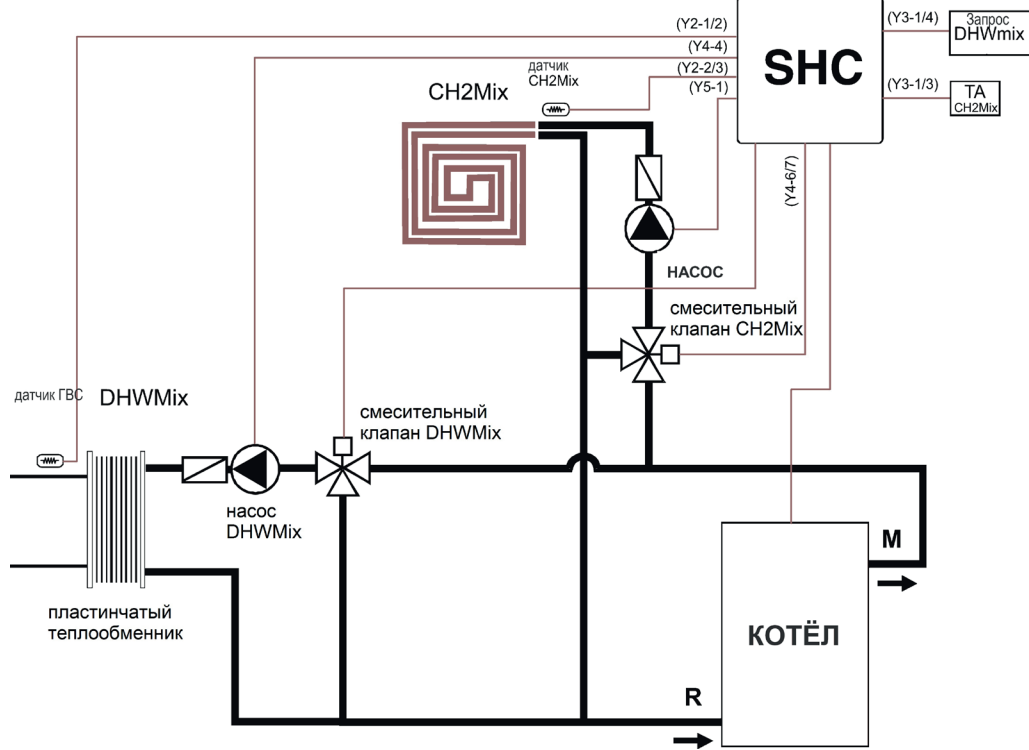 (Y2-1/2)
(Y4-4)
(Y2-2/3)
(Y5-1)
SHC
(Y3-1/4)
Запрос
DHWmix
(Y3-1/3)
TA
CH2Mix
датчик
CH2Mix
CH2Mix
(Y4-6/7)
НАСОС
смесительный
клапан CH2Mix
датчик ГВС
DHWMix
смесительный
клапан DHWMix
насос
DHWMix
M
пластинчатый
теплообменник
КОТЁЛ
R